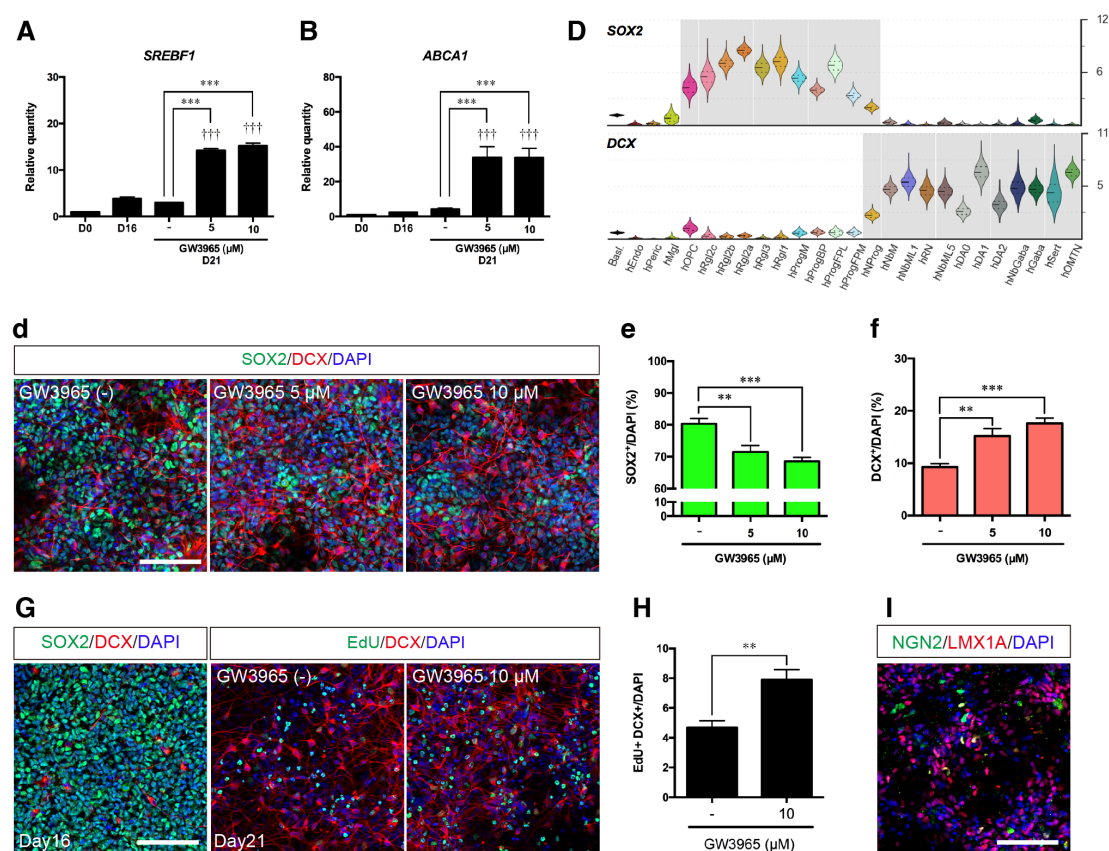 A
SREBF1
Relative quantity
30
20
10
0
***
***
†††
†††
D0
D16
-
5
10
GW3965 (µM)
D21
B
ABCA1
Relative quantity
80
60
40
20
0
***
***
†††
†††
D0
D16
-
5
10
GW3965 (µM)
D21
D
SOX2
12
6
DCX
11
5
Basl.
hEndo
hPeric
hMgl
hOPC
hRgl2c
hRgl2b
hRgl2a
hRgl3
hRgl1
hProgM
hProgBP
hProgFPL
hProgFPM
hNProg
hNbM
hNbML1
hRN
hNbML5
hDA0
hDA1
hDA2
hNbGaba
hGaba
hSert
hOMTN
d
SOX2/DCX/DAPI
GW3965 (-)
GW3965 5 µM
GW3965 10 µM
e
SOX2+/DAPI (%)
100
90
80
70
60
10
0
***
**
-
5
10
GW3965 (µM)
f
DCX+/DAPI (%)
30
20
10
0
***
**
-
5
10
GW3965 (µM)
G
SOX2/DCX/DAPI
EdU/DCX/DAPI
GW3965 (-)
GW3965 10 µM
Day16
Day21
H
EdU+ DCX+/DAPI
10
8
6
4
2
0
**
-
10
GW3965 (µM)
I
NGN2/LMX1A/DAPI